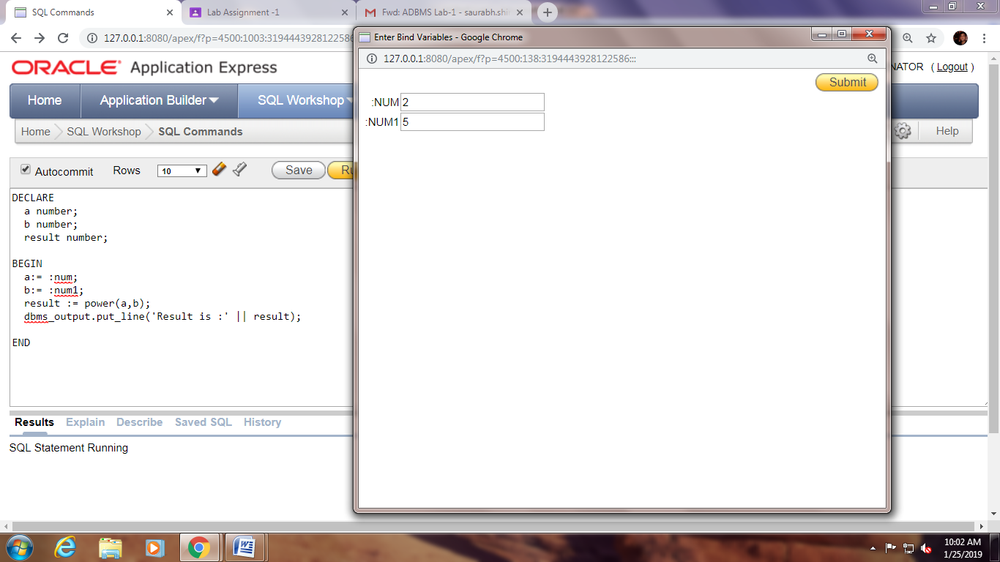 SQL Commands
Lab Assignment -1
Fwd: ADBMS Lab-1 - saurabh.shi
127.0.0.1:8080/apex/f?p=4500:1003:3194443928122586
Enter Bind Variables - Google Chrome
127.0.0.1:8080/apex/f?p=4500:138:3194443928122586:::
Submit
:NUM 2
:NUM1 5
ORACLE Application Express
NATOR ( Logout )
Home Application Builder SQL Workshop
Home SQL Workshop SQL Commands
Help
Autocommit Rows 10 Save Ru
DECLARE
a number;
b number;
result number;
BEGIN
a:= :num;
b:= :num1;
result := power(a,b);
dbms_output.put_line('Result is :' || result);
END
Results Explain Describe Saved SQL History
SQL Statement Running
10:02 AM
1/25/2019